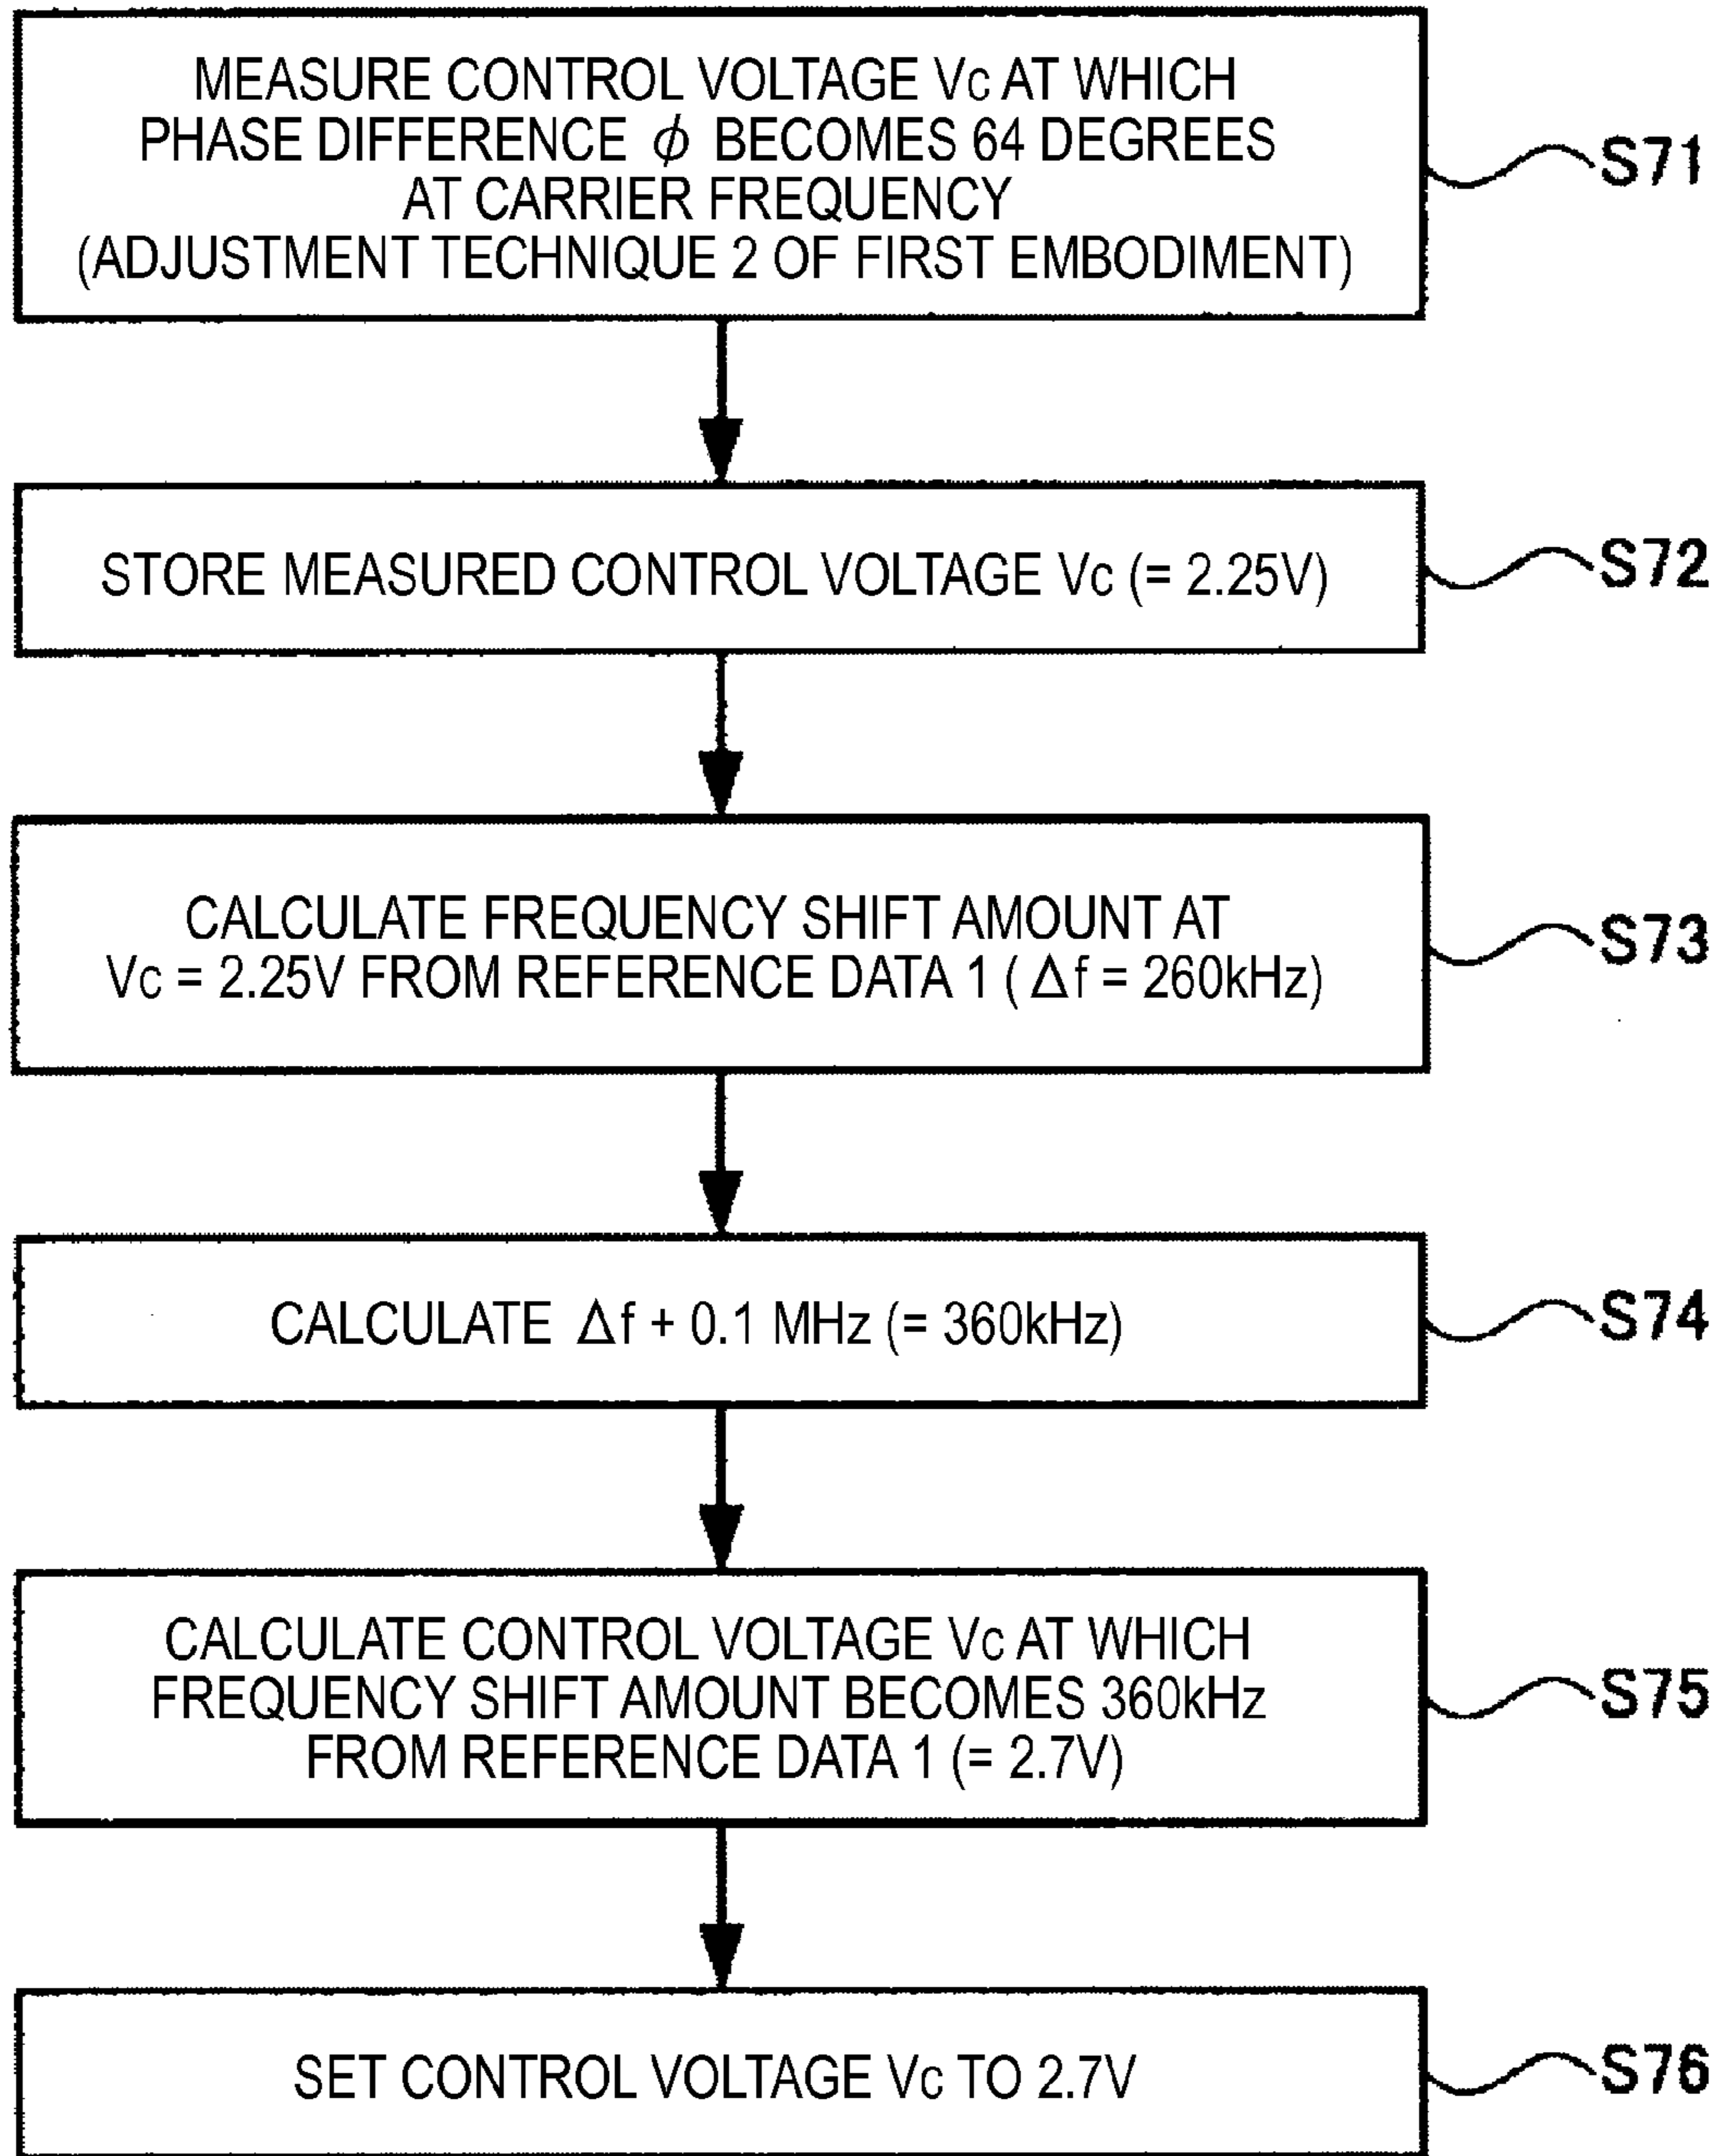 MEASURE CONTROL VOLTAGE Vc AT WHICH
PHASE DIFFERENCE ϕ BECOMES 64 DEGREES
AT CARRIER FREQUENCY
(ADJUSTMENT TECHNIQUE 2 OF FIRST EMBODIMENT)
S71
STORE MEASURED CONTROL VOLTAGE Vc (= 2.25V)
S72
CALCULATE FREQUENCY SHIFT AMOUNT AT
Vc = 2.25V FROM REFERENCE DATA 1 ( Δf = 260kHz)
S73
CALCULATE Δf + 0.1 MHz (= 360kHz)
S74
CALCULATE CONTROL VOLTAGE Vc AT WHICH
FREQUENCY SHIFT AMOUNT BECOMES 360kHz
FROM REFERENCE DATA 1 (= 2.7V)
S75
SET CONTROL VOLTAGE Vc TO 2.7V
S76